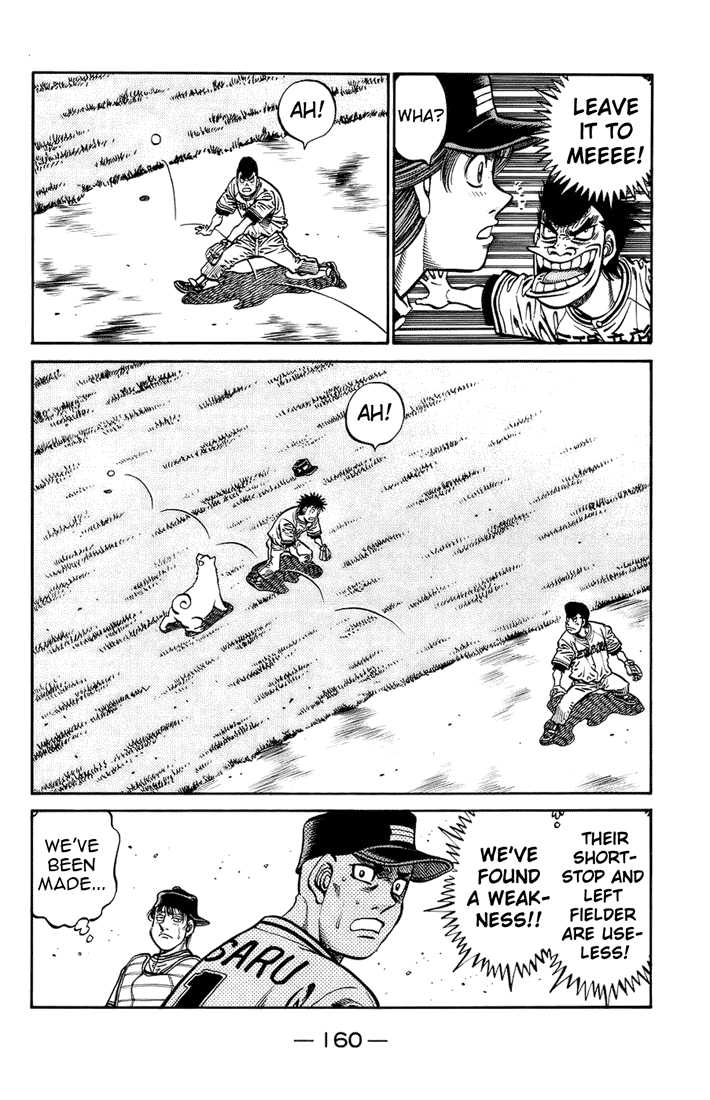 LEAVE
IT TO
MEEEE!
WHA?
AH!
AH!
THEIR
SHORT-
STOP AND
LEFT
FIELDER
ARE USE-
LESS!
WE'VE
FOUND
A WEAK-
NESS!!
WE'VE
BEEN
MADE...
SARU
1
— 160 —